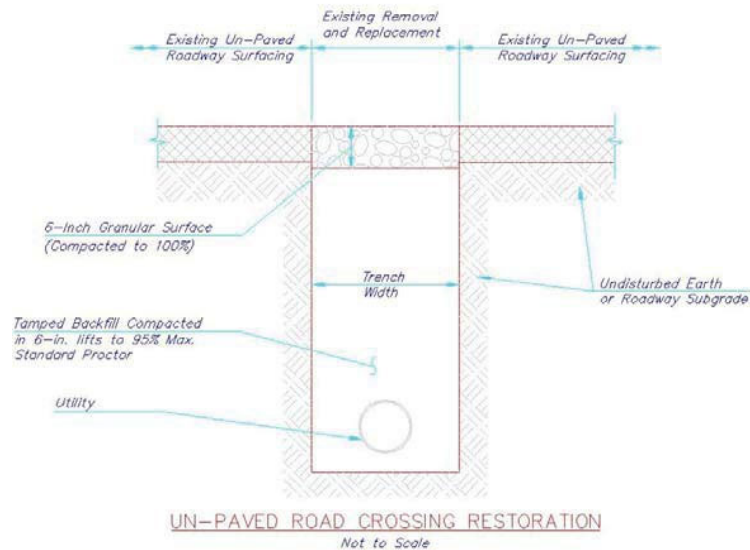 Existing Removal
and Replacement
Existing Un-Paved
Roadway Surfacing
Existing Un-Paved
Roadway Surfacing
6-Inch Granular Surface
(Compacted to 100%)
Trench
Width
Undisturbed Earth
or Roadway Subgrade
Tamped Backfill Compacted
in 6-in. lifts to 95% Max.
Standard Proctor
Utility
UN-PAVED ROAD CROSSING RESTORATION
Not to Scale